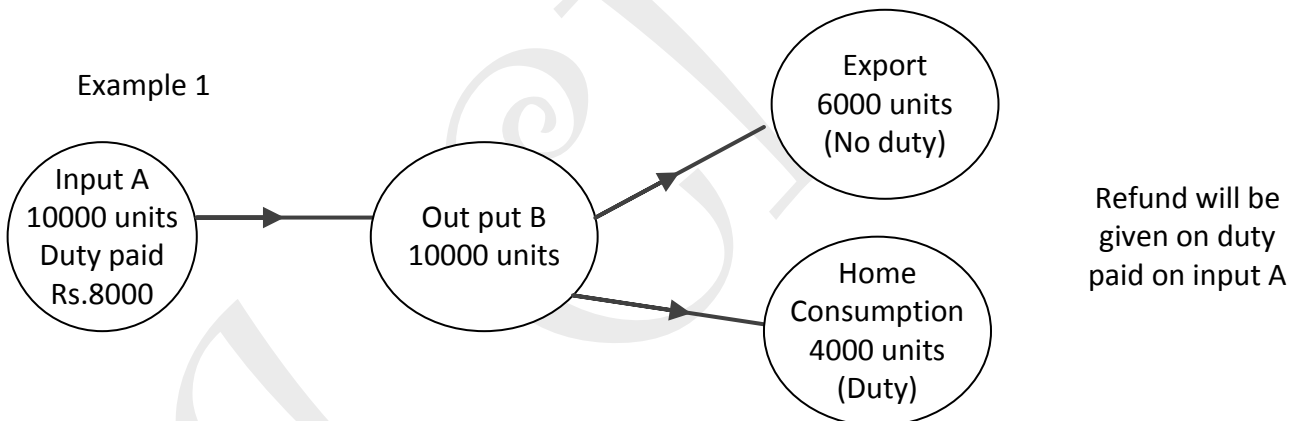 Example 1
Input A
10000 units
Duty paid
Rs.8000
Out put B
10000 units
Export
6000 units
(No duty)
Home
Consumption
4000 units
(Duty)
Refund will be
given on duty
paid on input A